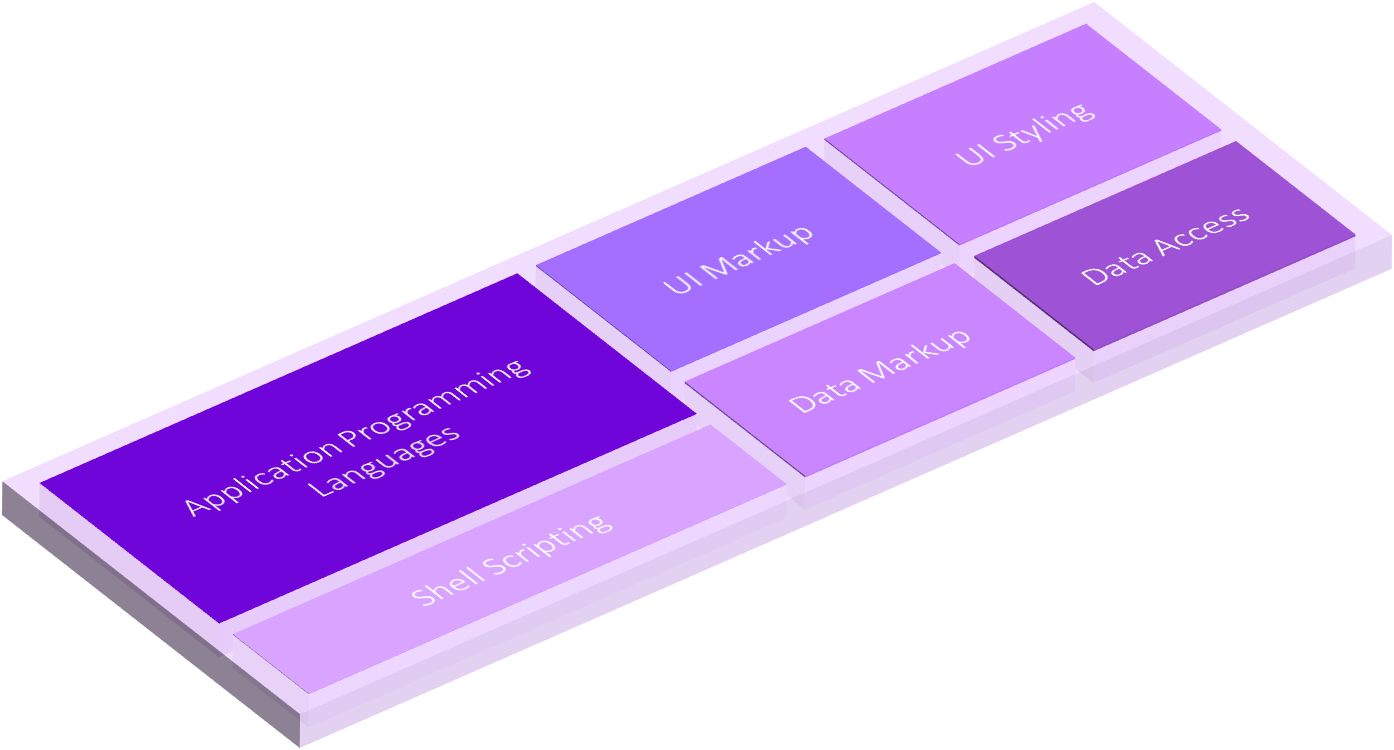 UI Styling
UI Markup
Data Access
Data Markup
Application Programming
Languages
Shell Scripting